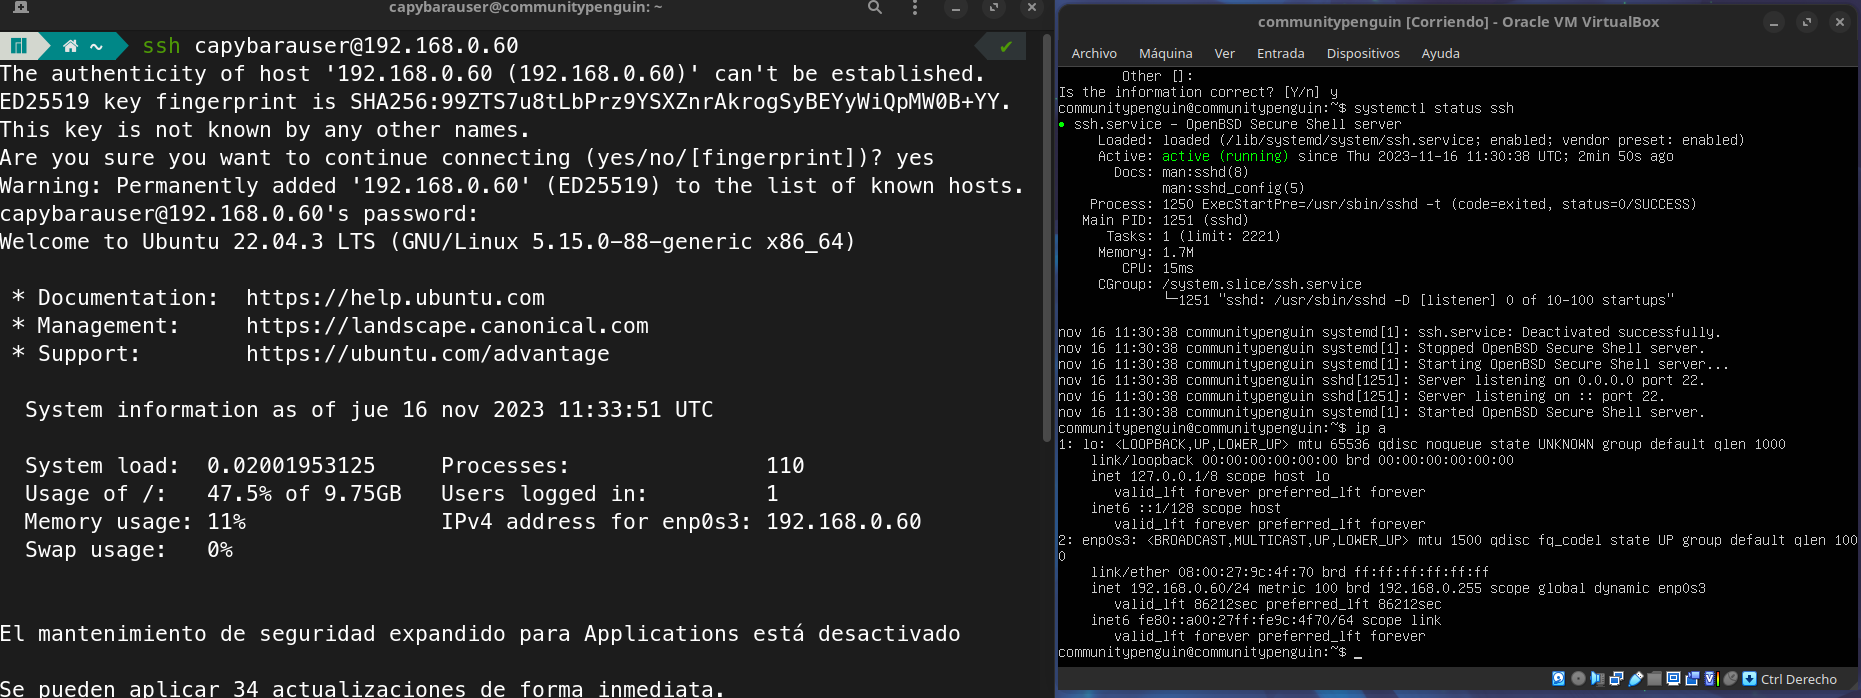 capybarauser@communitypenguin: ~
~ ssh capybarauser@192.168.0.60
The authenticity of host '192.168.0.60 (192.168.0.60)' can't be established.
ED25519 key fingerprint is SHA256:99ZTS7u8tLbPrz9YSXZnrAkrogSyBEYyWiQpMW0B+YY.
This key is not known by any other names.
Are you sure you want to continue connecting (yes/no/[fingerprint])? yes
Warning: Permanently added '192.168.0.60' (ED25519) to the list of known hosts.
capybarauser@192.168.0.60's password:
Welcome to Ubuntu 22.04.3 LTS (GNU/Linux 5.15.0-88-generic x86_64)
* Documentation:  https://help.ubuntu.com
* Management:     https://landscape.canonical.com
* Support:        https://ubuntu.com/advantage
System information as of jue 16 nov 2023 11:33:51 UTC
System load:  0.02001953125     Processes:               110
Usage of /:   47.5% of 9.75GB   Users logged in:         1
Memory usage: 11%               IPv4 address for enp0s3: 192.168.0.60
Swap usage:   0%
El mantenimiento de seguridad expandido para Applications está desactivado
Se pueden aplicar 34 actualizaciones de forma inmediata.
communitypenguin [Corriendo] - Oracle VM VirtualBox
Archivo Máquina Ver Entrada Dispositivos Ayuda
Other []:
Is the information correct? [Y/n] y
communitypenguin@communitypenguin:~$ systemctl status ssh
● ssh.service - OpenBSD Secure Shell server
Loaded: loaded (/lib/systemd/system/ssh.service; enabled; vendor preset: enabled)
Active: active (running) since Thu 2023-11-16 11:30:38 UTC; 2min 50s ago
Docs: man:sshd(8)
man:sshd_config(5)
Process: 1250 ExecStartPre=/usr/sbin/sshd -t (code=exited, status=0/SUCCESS)
Main PID: 1251 (sshd)
Tasks: 1 (limit: 2221)
Memory: 1.7M
CPU: 15ms
CGroup: /system.slice/ssh.service
└─1251 "sshd: /usr/sbin/sshd -D [listener] 0 of 10-100 startups"
nov 16 11:30:38 communitypenguin systemd[1]: ssh.service: Deactivated successfully.
nov 16 11:30:38 communitypenguin systemd[1]: Stopped OpenBSD Secure Shell server.
nov 16 11:30:38 communitypenguin systemd[1]: Starting OpenBSD Secure Shell server...
nov 16 11:30:38 communitypenguin sshd[1251]: Server listening on 0.0.0.0 port 22.
nov 16 11:30:38 communitypenguin sshd[1251]: Server listening on :: port 22.
nov 16 11:30:38 communitypenguin systemd[1]: Started OpenBSD Secure Shell server.
communitypenguin@communitypenguin:~$ ip a
1: lo: <LOOPBACK,UP,LOWER_UP> mtu 65536 qdisc noqueue state UNKNOWN group default qlen 1000
link/loopback 00:00:00:00:00:00 brd 00:00:00:00:00:00
inet 127.0.0.1/8 scope host lo
valid_lft forever preferred_lft forever
inet6 ::1/128 scope host
valid_lft forever preferred_lft forever
2: enp0s3: <BROADCAST,MULTICAST,UP,LOWER_UP> mtu 1500 qdisc fq_codel state UP group default qlen 100
0
link/ether 08:00:27:9c:4f:70 brd ff:ff:ff:ff:ff:ff
inet 192.168.0.60/24 metric 100 brd 192.168.0.255 scope global dynamic enp0s3
valid_lft 86212sec preferred_lft 86212sec
inet6 fe80::a00:27ff:fe9c:4f70/64 scope link
valid_lft forever preferred_lft forever
communitypenguin@communitypenguin:~$ _
Ctrl Derecho